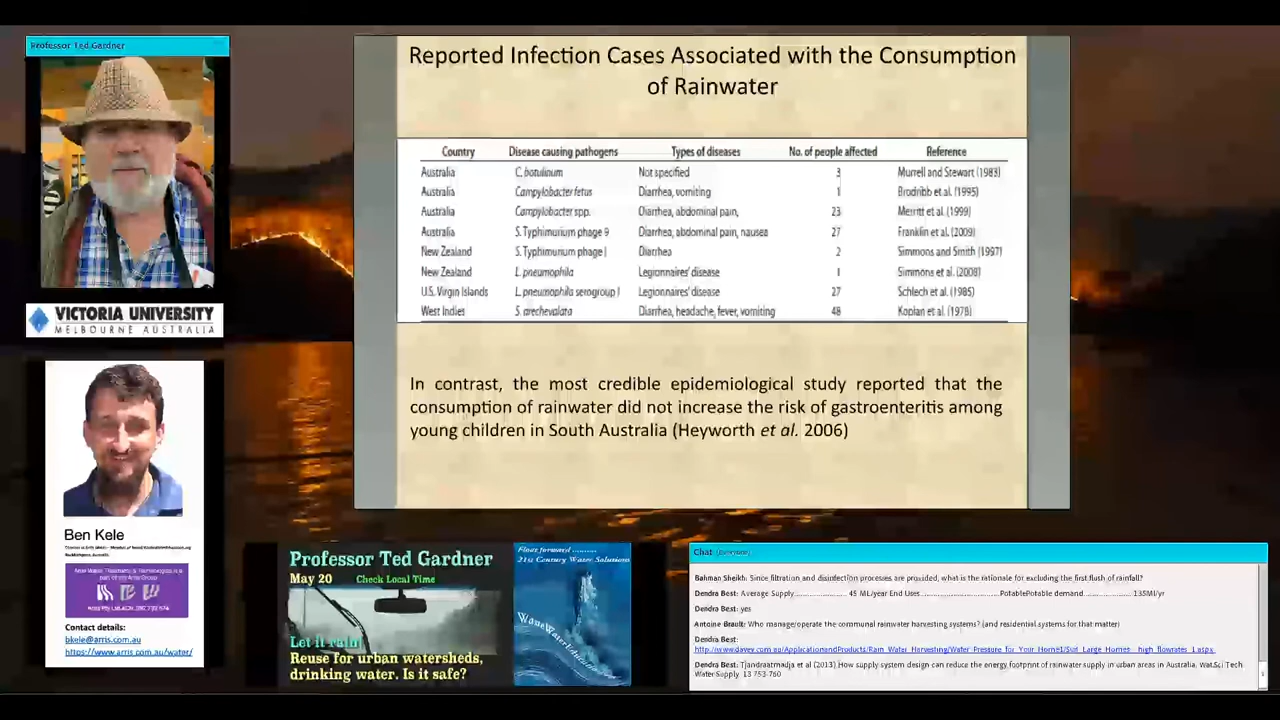 Professor Ted Gardner
VICTORIA UNIVERSITY
MELBOURNE AUSTRALIA
Ben Kele
Contact details:
bkele@arris.com.au
https://www.arris.com.au/water/
Reported Infection Cases Associated with the Consumption
of Rainwater
Country Disease causing pathogens Types of diseases No. of people affected Reference
Australia C. botulinum Not specified 3 Murrell and Stewart (1983)
Australia Campylobacter fetus Diarrhea, vomiting 1 Brodribb et al. (1995)
Australia Campylobacter spp. Diarrhea, abdominal pain, 23 Merritt et al. (1999)
Australia S. Typhimurium phage 9 Diarrhea, abdominal pain, nausea 27 Franklin et al. (2009)
New Zealand S. Typhimurium phage I Diarrhea 2 Simmons and Smith (1997)
New Zealand L. pneumophila Legionnaires' disease 1 Simmons et al. (2008)
U.S. Virgin Islands L. pneumophila serogroup I Legionnaires' disease 27 Schlech et al. (1985)
West Indies S. arechevalata Diarrhea, headache, fever, vomiting 48 Koplan et al. (1978)
In contrast, the most credible epidemiological study reported that the
consumption of rainwater did not increase the risk of gastroenteritis among
young children in South Australia (Heyworth et al. 2006)
Professor Ted Gardner
May 20 Check Local Time
Let it rain!
Reuse for urban watersheds,
drinking water. Is it safe?
21st Century Water Solutions
Chat (Everyone)
Bahman Sheikh: Since filtration and disinfection processes are provided, what is the rationale for excluding the first flush of rainfall?
Dendra Best: Average Supply..................... 45 ML/year End Uses.............................PotablePotable demand..................... 135ML/yr
Dendra Best: yes
Antoine Brault: Who manage/operate the communal rainwater harvesting systems? (and residential systems for that matter)
Dendra Best:
Dendra Best: Tjandraatmadja et al (2013) How supply system design can reduce the energy footprint of rainwater supply in urban areas in Australia. Wat.Sci Tech
Water Supply 13 753-760